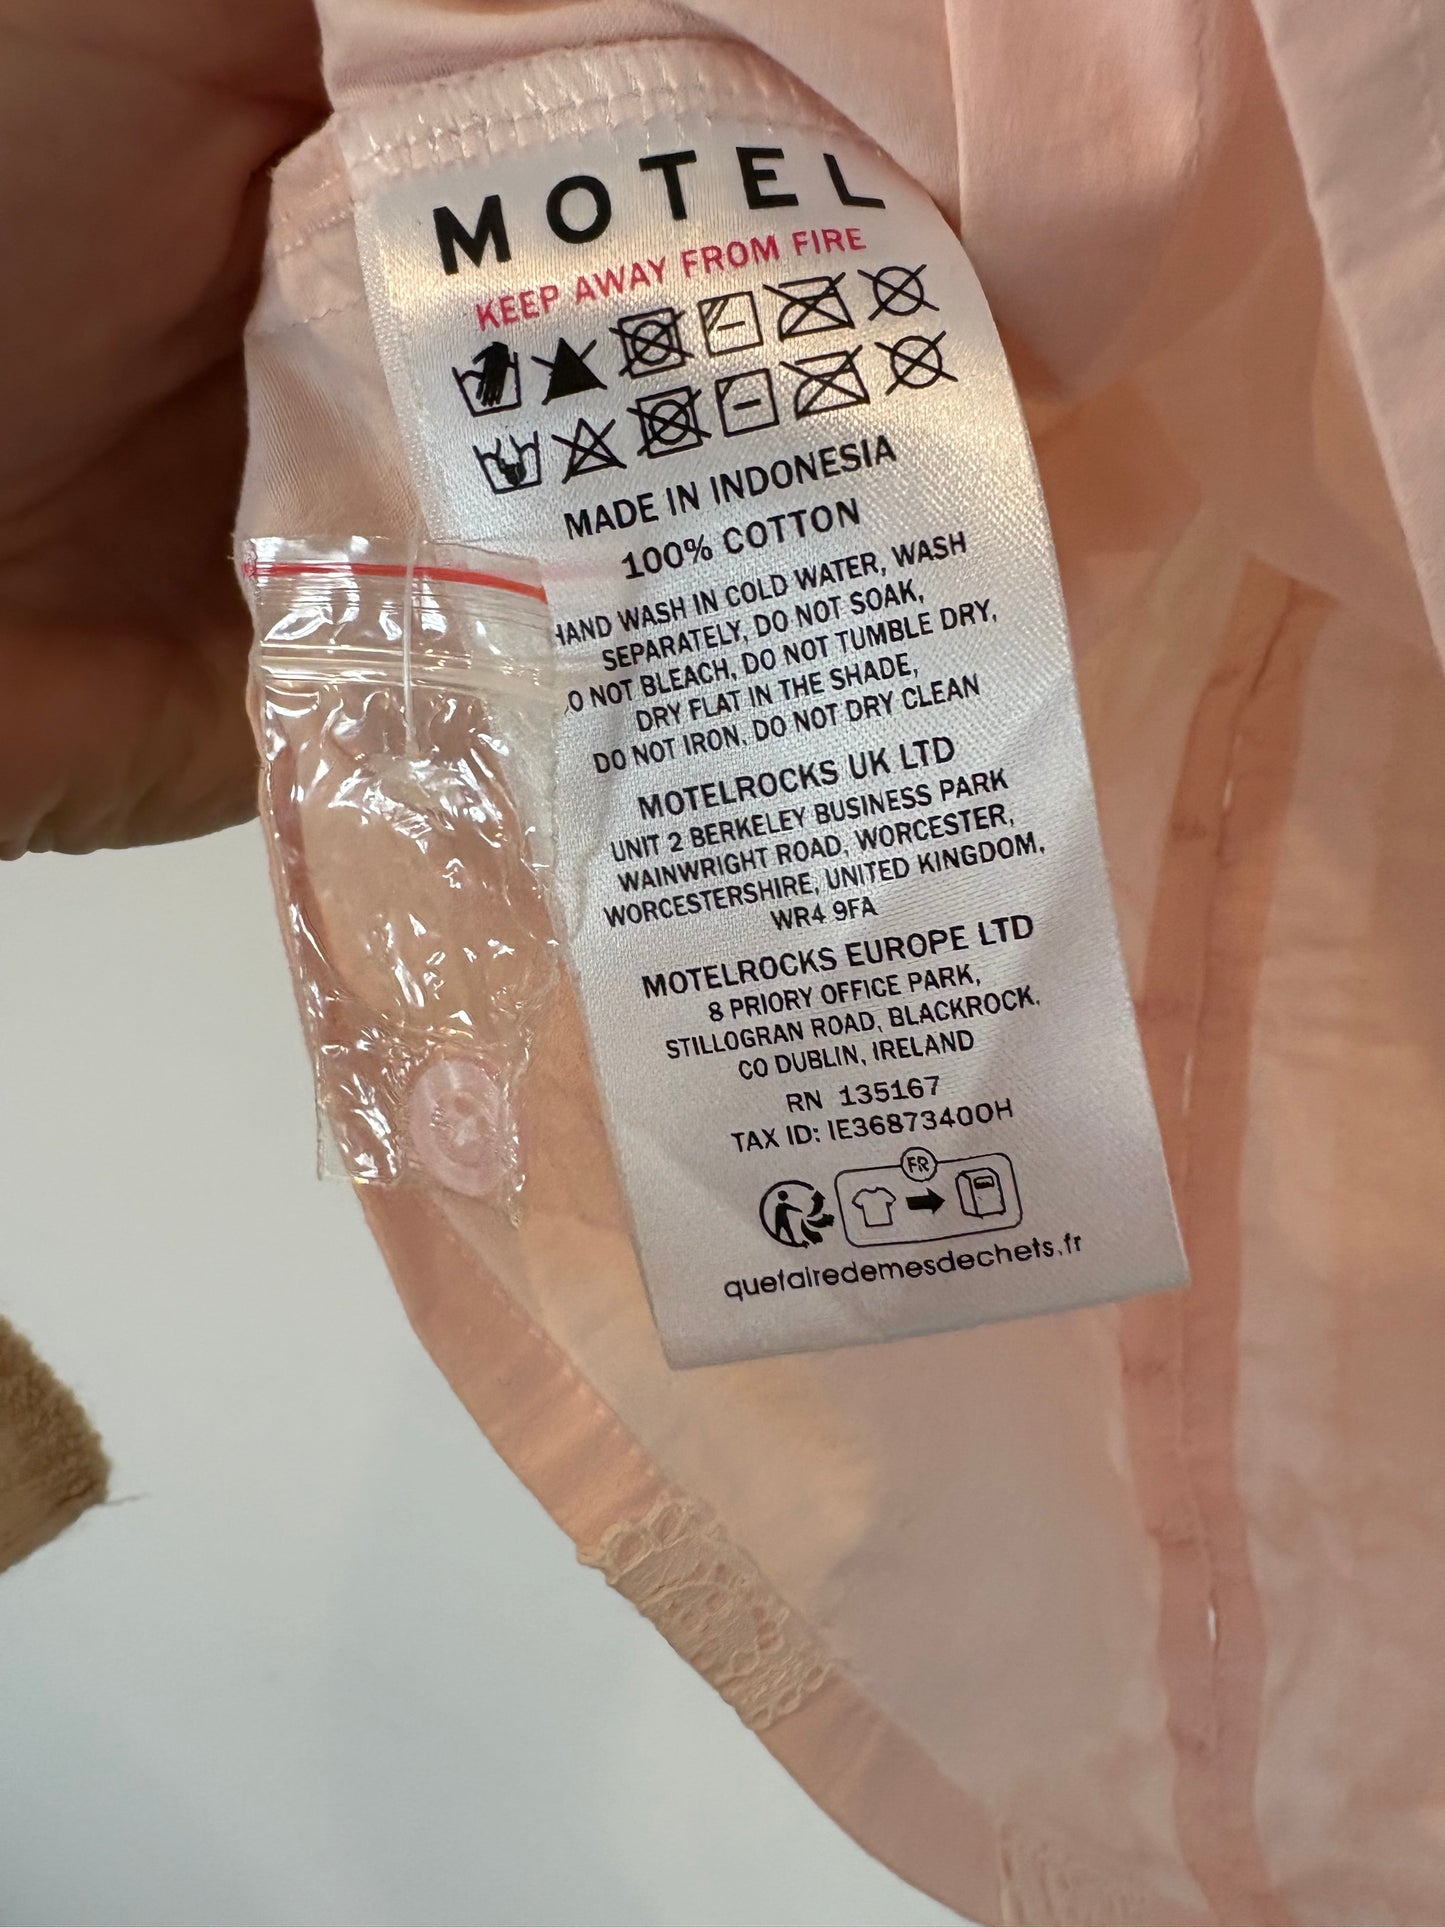 MOTEL
KEEP AWAY FROM FIRE
MADE IN INDONESIA
100% COTTON
HAND WASH IN COLD WATER, WASH
SEPARATELY, DO NOT SOAK,
DO NOT BLEACH, DO NOT TUMBLE DRY,
DRY FLAT IN THE SHADE,
DO NOT IRON, DO NOT DRY CLEAN
MOTELROCKS UK LTD
UNIT 2 BERKELEY BUSINESS PARK
WAINWRIGHT ROAD, WORCESTER,
WORCESTERSHIRE, UNITED KINGDOM,
WR4 9FA
MOTELROCKS EUROPE LTD
8 PRIORY OFFICE PARK,
STILLOGRAN ROAD, BLACKROCK,
CO DUBLIN, IRELAND
RN 135167
TAX ID: IE3687340OH
FR
quefairedemesdechets.fr